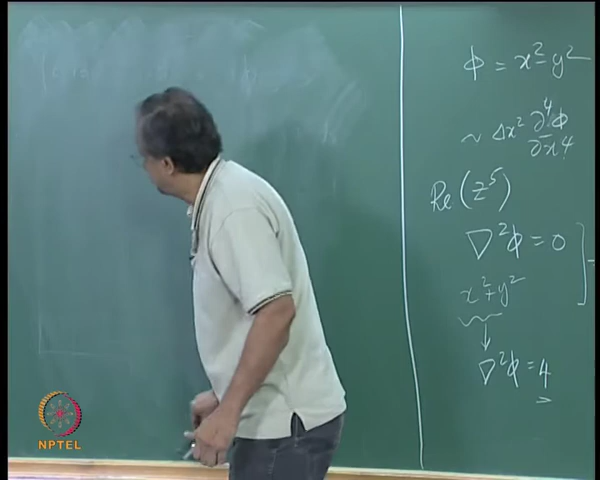 ϕ = x² - y²
~ Δx² ∂⁴ϕ / ∂x⁴
Re(z⁵)
∇²ϕ = 0
x² + y²
∇²ϕ = 4
NPTEL